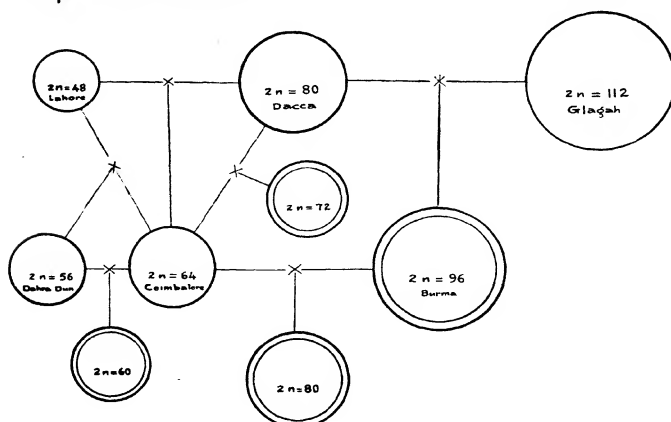 2n=48
Lahore
2n = 80
Dacca
2n = 112
Glagah
2n=72
2n=56
Dehra Dun
2n=64
Coimbatore
2n = 96
Burma
2n=60
2n=80